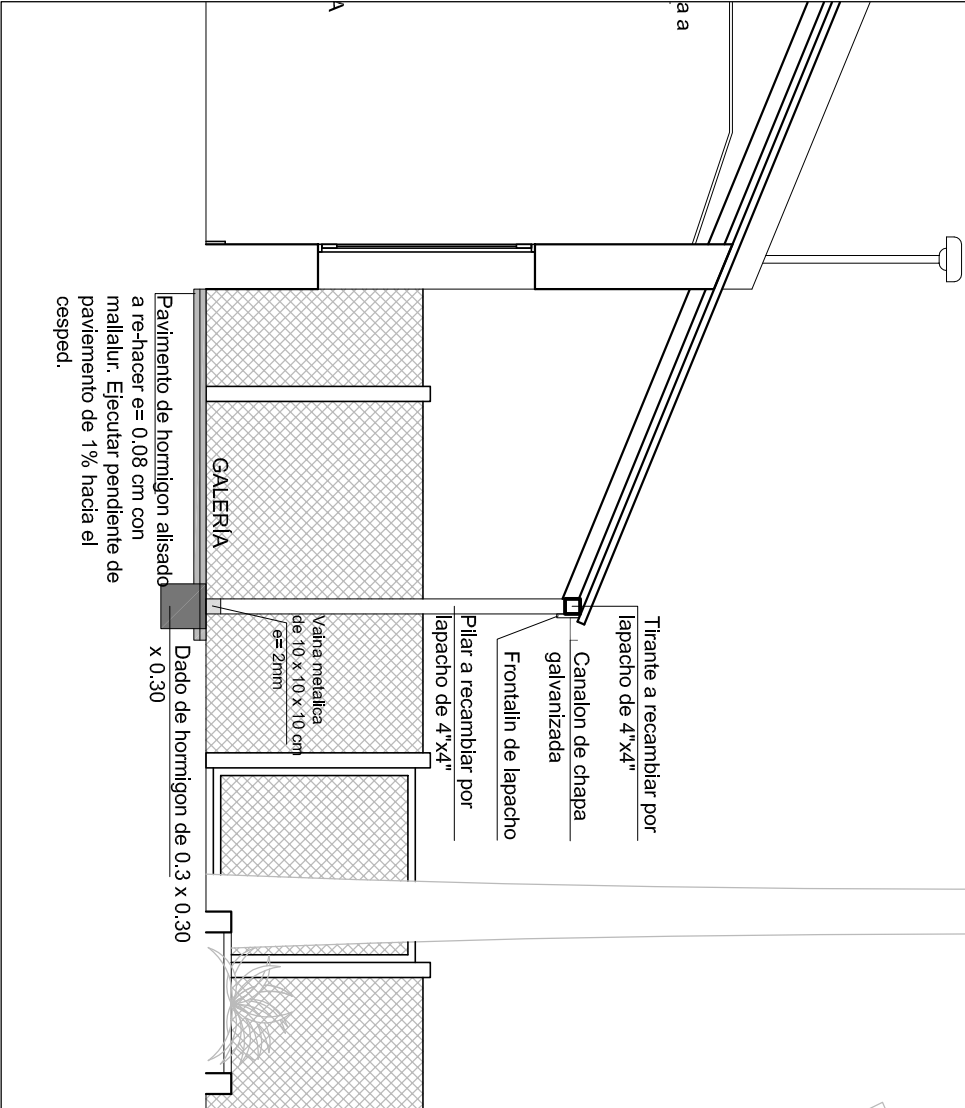 a a
A
Tirante a recambiar por
lapacho de 4"x4"
Canalon de chapa
galvanizada
Frontalin de lapacho
Pilar a recambiar por
lapacho de 4"x4"
Vaina metalica
de 10 x 10 x 10 cm
e= 2mm
GALERÍA
Dado de hormigon de 0.3 x 0.30
x 0.30
Pavimento de hormigon alisado
a re-hacer e= 0.08 cm con
mallalur. Ejecutar pendiente de
paviemento de 1% hacia el
cesped.